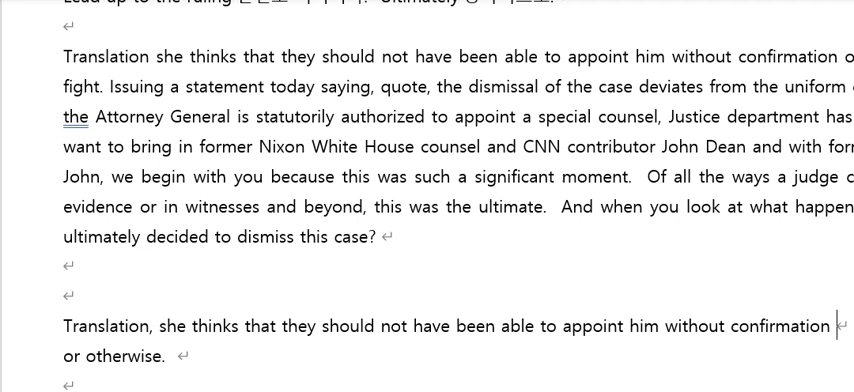 Translation she thinks that they should not have been able to appoint him without confirmation
fight. Issuing a statement today saying, quote, the dismissal of the case deviates from the uniform
the Attorney General is statutorily authorized to appoint a special counsel, Justice department has
want to bring in former Nixon White House counsel and CNN contributor John Dean and with
John, we begin with you because this was such a significant moment.  Of all the ways a judge
evidence or in witnesses and beyond, this was the ultimate.  And when you look at what
ultimately decided to dismiss this case?
Translation, she thinks that they should not have been able to appoint him without confirmation
or otherwise.